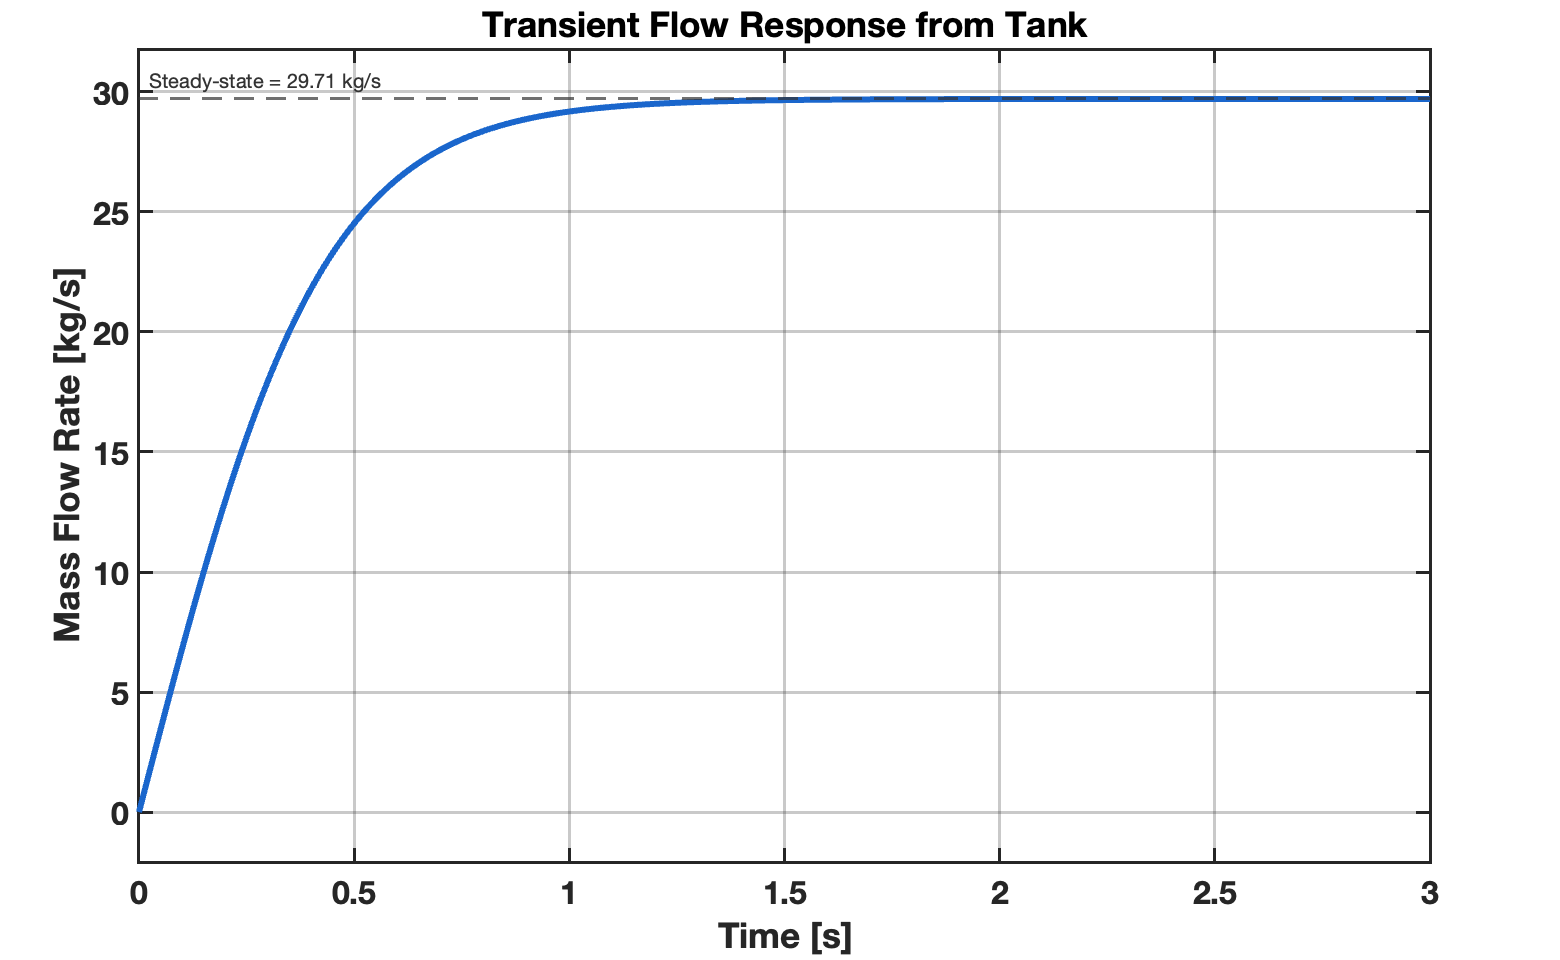 Transient Flow Response from Tank
Steady-state = 29.71 kg/s
Mass Flow Rate [kg/s]
30
25
20
15
10
5
0
0 0.5 1 1.5 2 2.5 3
Time [s]